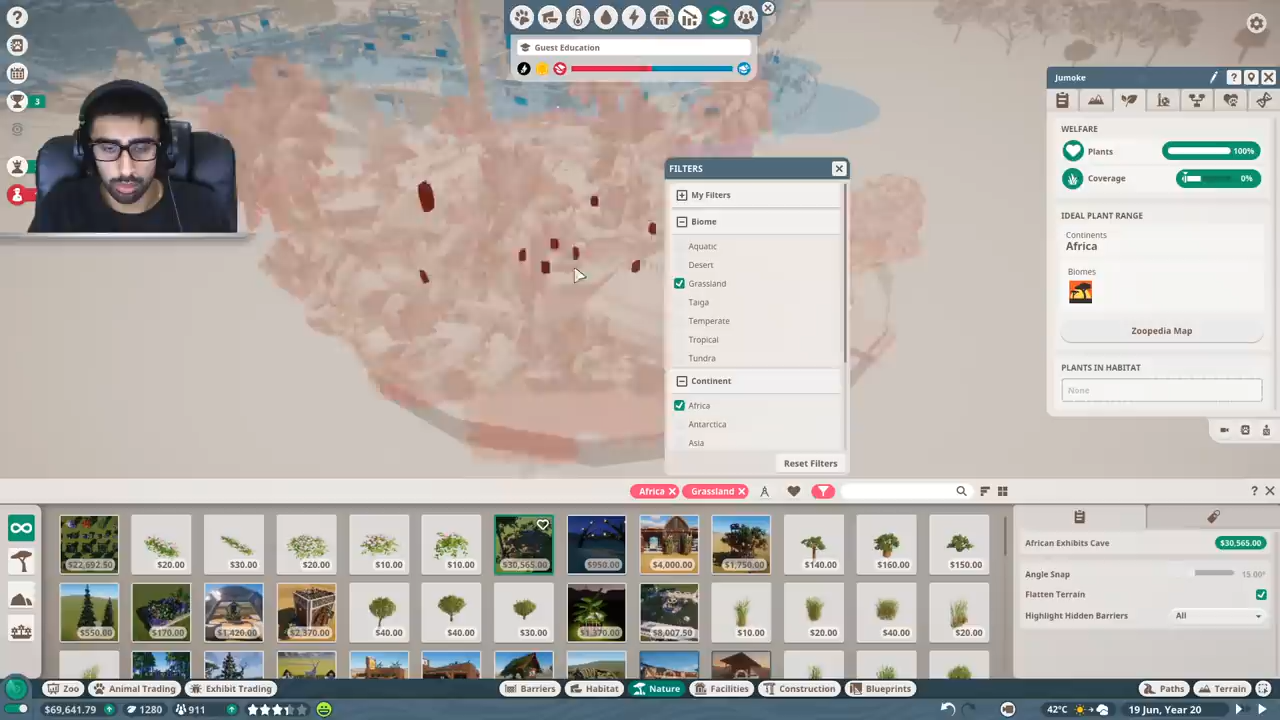 Guest Education
3
Jumoke
WELFARE
Plants
100%
Coverage
0%
IDEAL PLANT RANGE
Continents
Africa
Biomes
Zoopedia Map
PLANTS IN HABITAT
None
FILTERS
My Filters
Biome
Aquatic
Desert
Grassland
Taiga
Temperate
Tropical
Tundra
Continent
Africa
Antarctica
Asia
Reset Filters
Africa
Grassland
$22,692.50
$20.00
$30.00
$20.00
$10.00
$10.00
$30,565.00
$950.00
$4,000.00
$1,750.00
$140.00
$160.00
$150.00
$550.00
$170.00
$1,420.00
$2,370.00
$40.00
$40.00
$30.00
$1,370.00
$8,007.50
$10.00
$20.00
$40.00
$20.00
African Exhibits Cave
$30,565.00
Angle Snap
15.00°
Flatten Terrain
Highlight Hidden Barriers
All
Zoo
Animal Trading
Exhibit Trading
Barriers
Habitat
Nature
Facilities
Construction
Blueprints
Paths
Terrain
$69,641.79
1280
911
42°C
19 Jun, Year 20